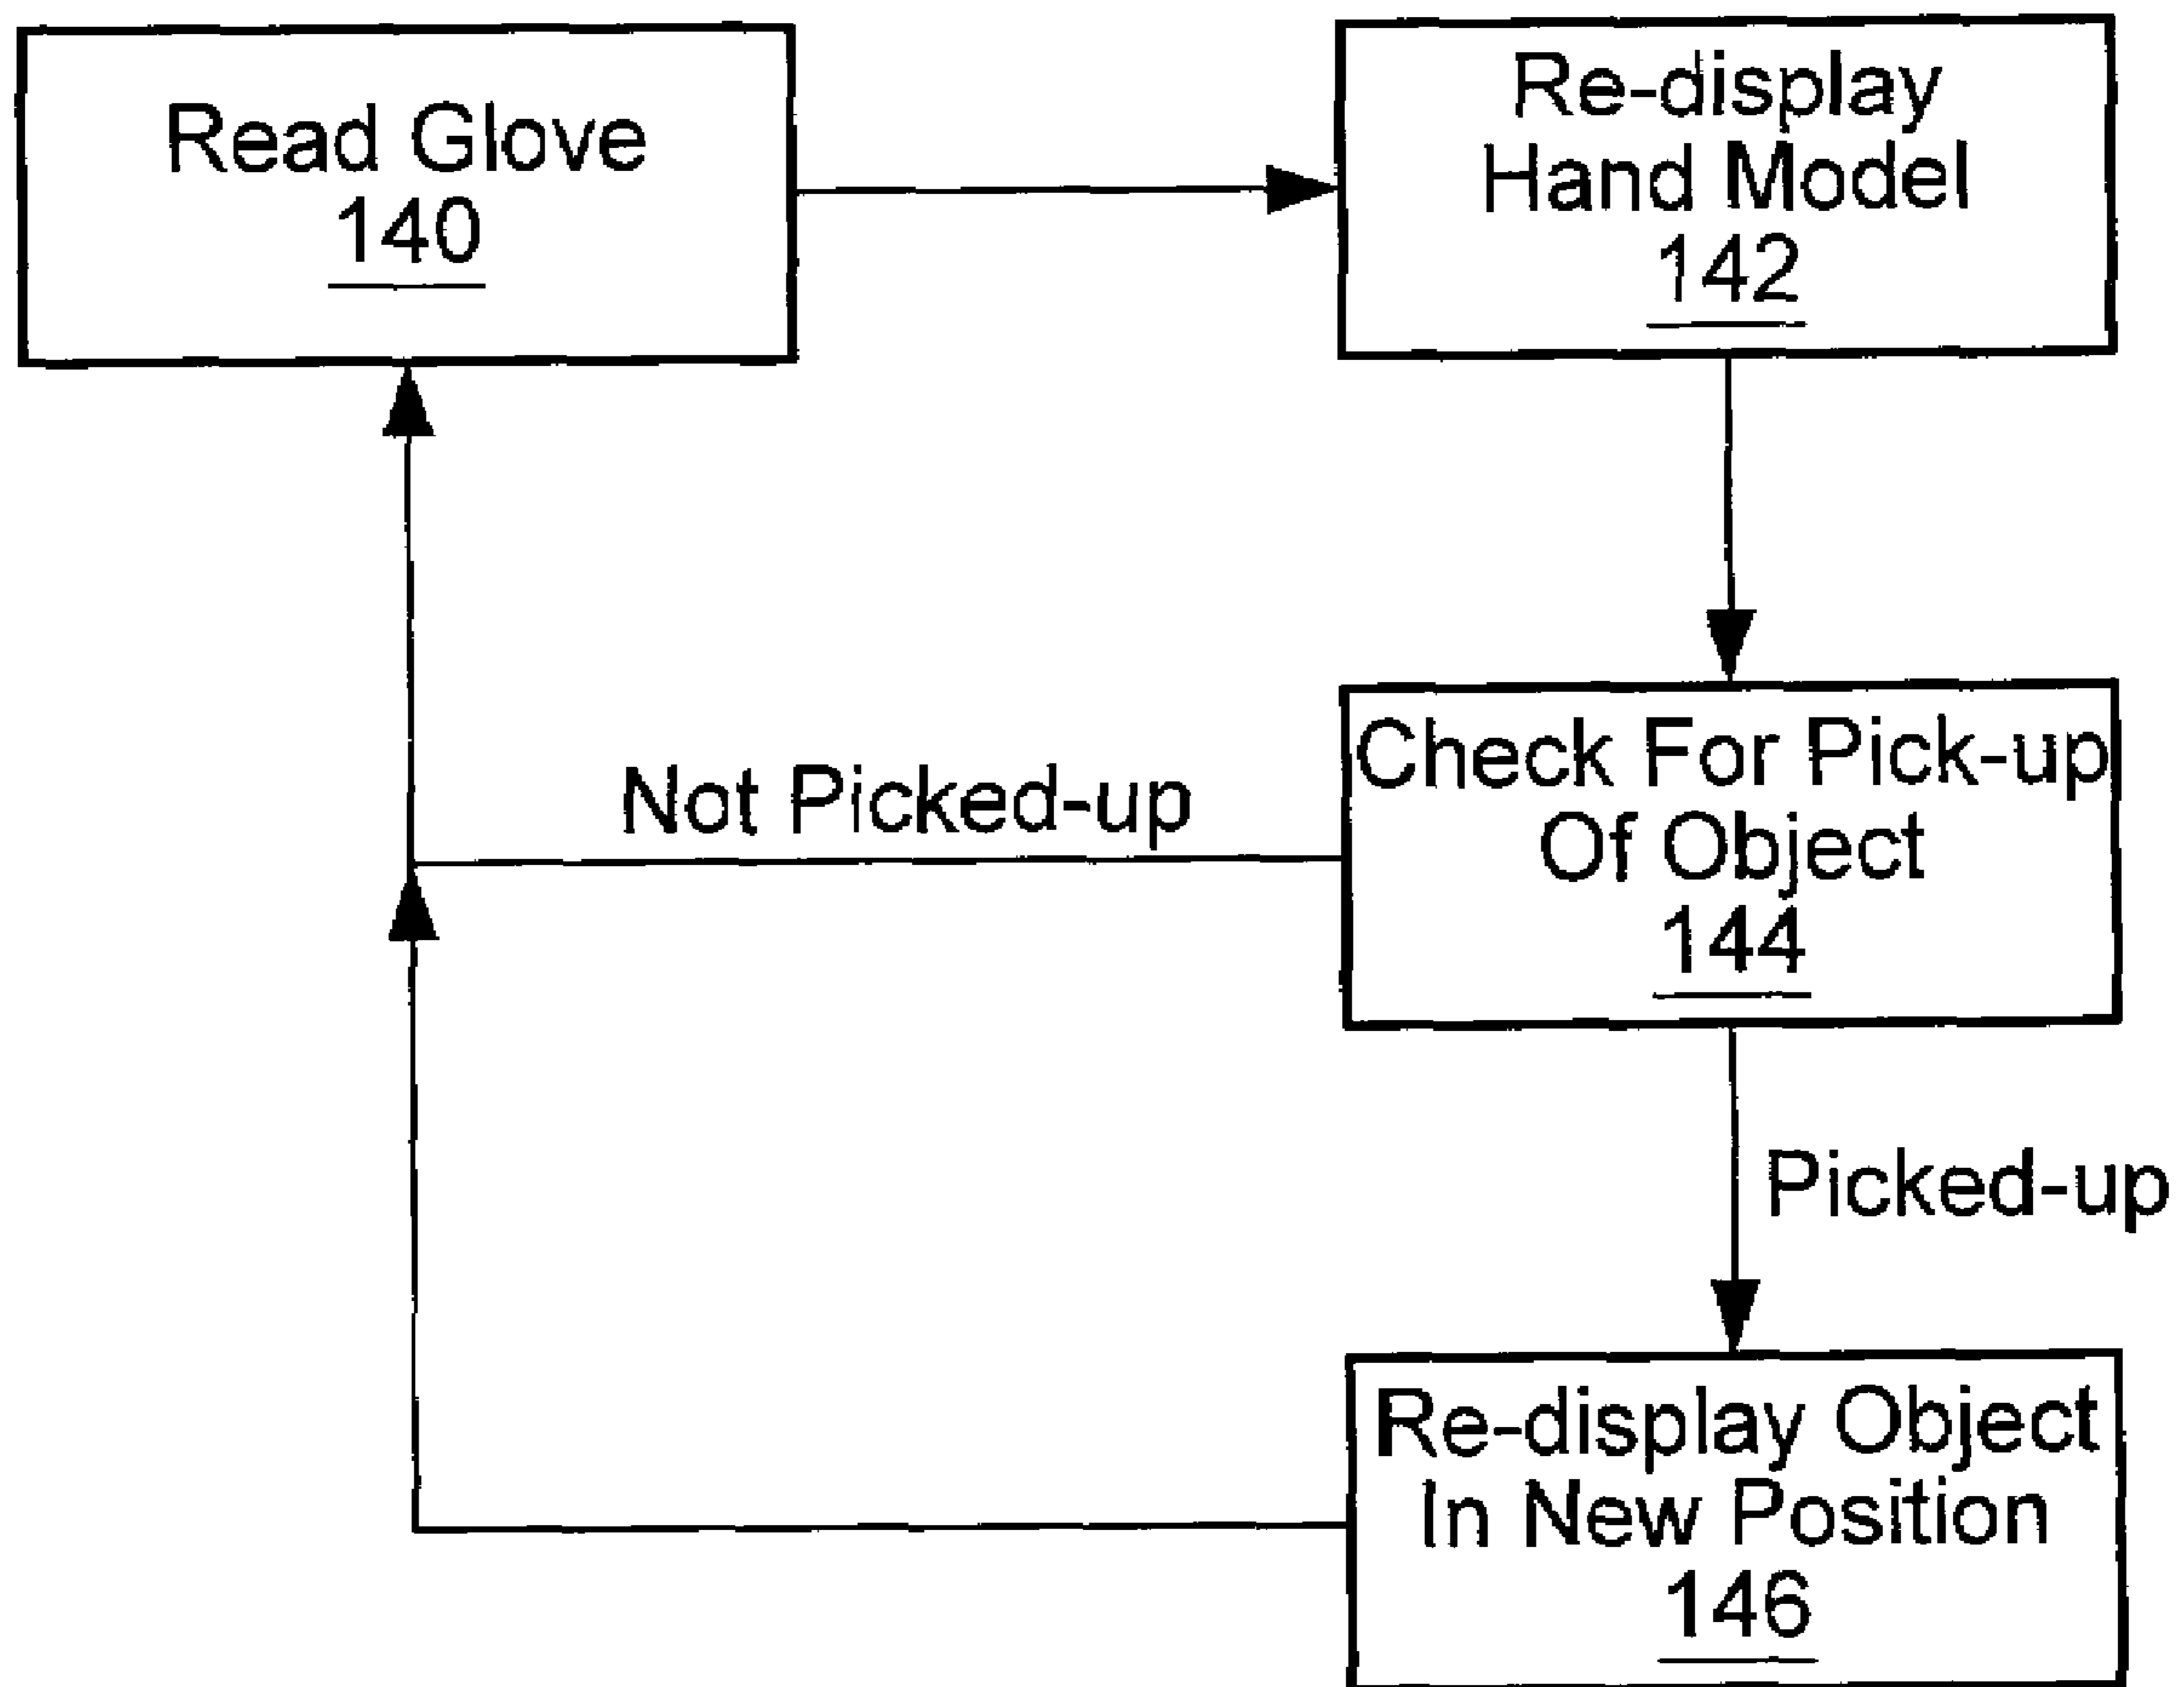 Read Glove
140
Re-display
Hand Model
142
Check For Pick-up
Of Object
144
Not Picked-up
Picked-up
Re-display Object
In New Position
146